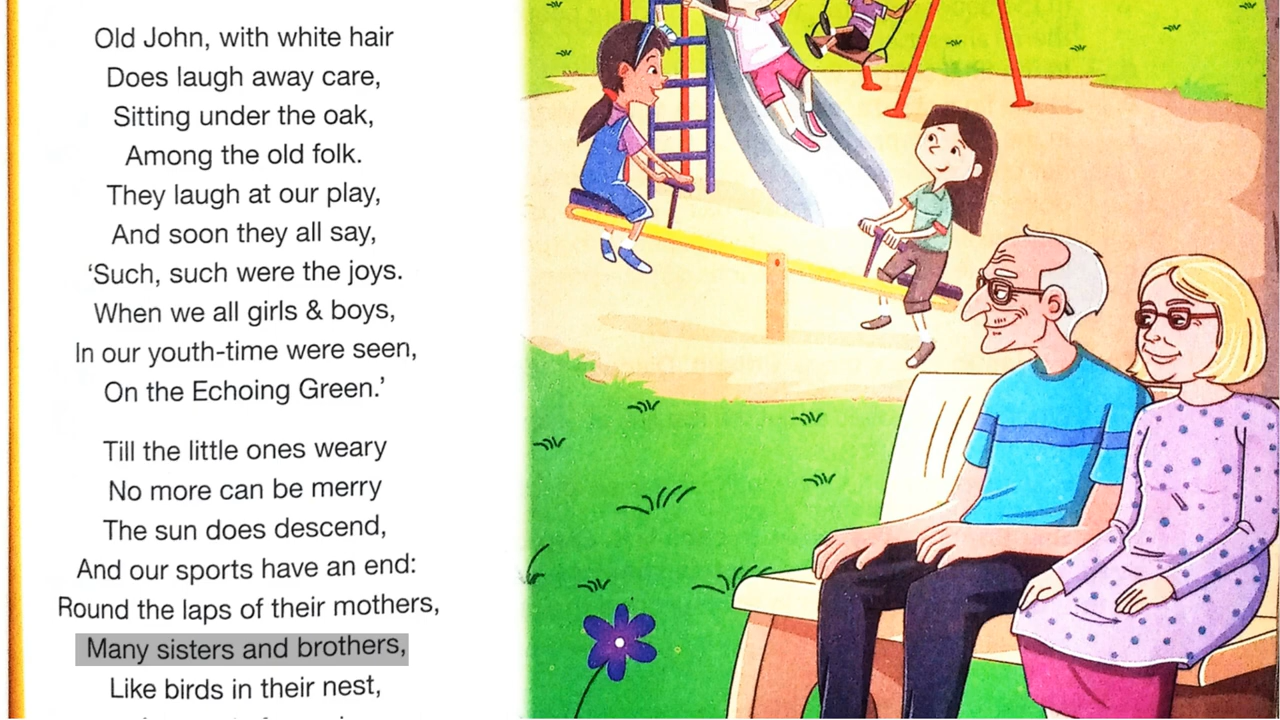 Old John, with white hair
Does laugh away care,
Sitting under the oak,
Among the old folk.
They laugh at our play,
And soon they all say,
‘Such, such were the joys.
When we all girls & boys,
In our youth-time were seen,
On the Echoing Green.’
Till the little ones weary
No more can be merry
The sun does descend,
And our sports have an end:
Round the laps of their mothers,
Many sisters and brothers,
Like birds in their nest,